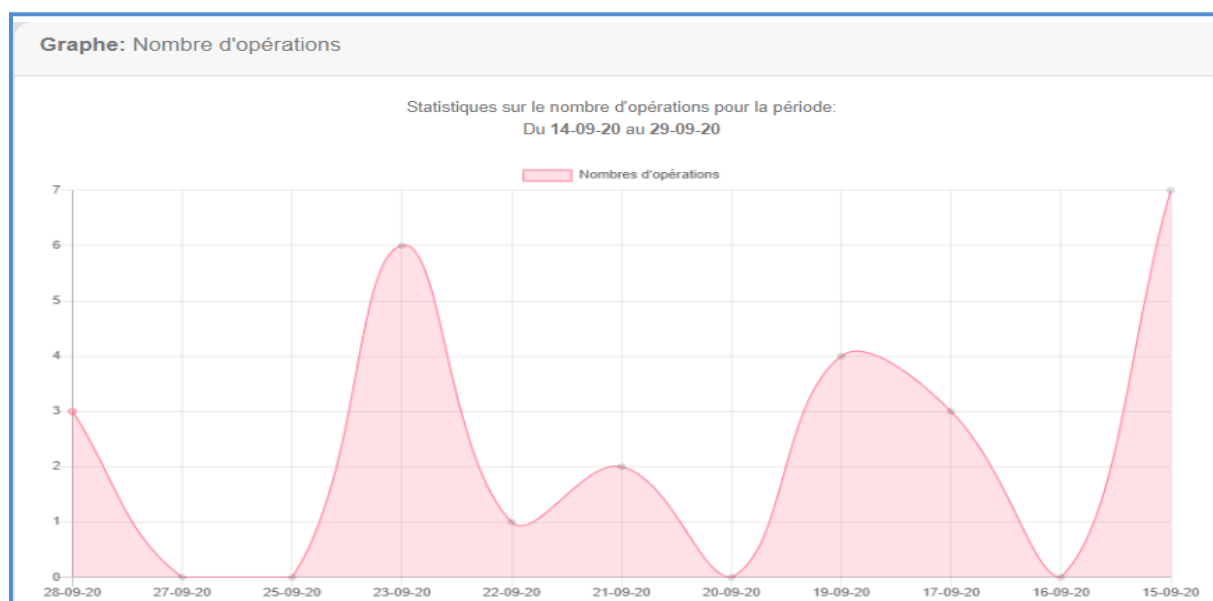 Graphe: Nombre d'opérations
Statistiques sur le nombre d'opérations pour la période:
Du 14-09-20 au 29-09-20
Nombres d'opérations
7
6
5
4
3
2
1
0
28-09-20 27-09-20 25-09-20 23-09-20 22-09-20 21-09-20 20-09-20 19-09-20 17-09-20 16-09-20 15-09-20